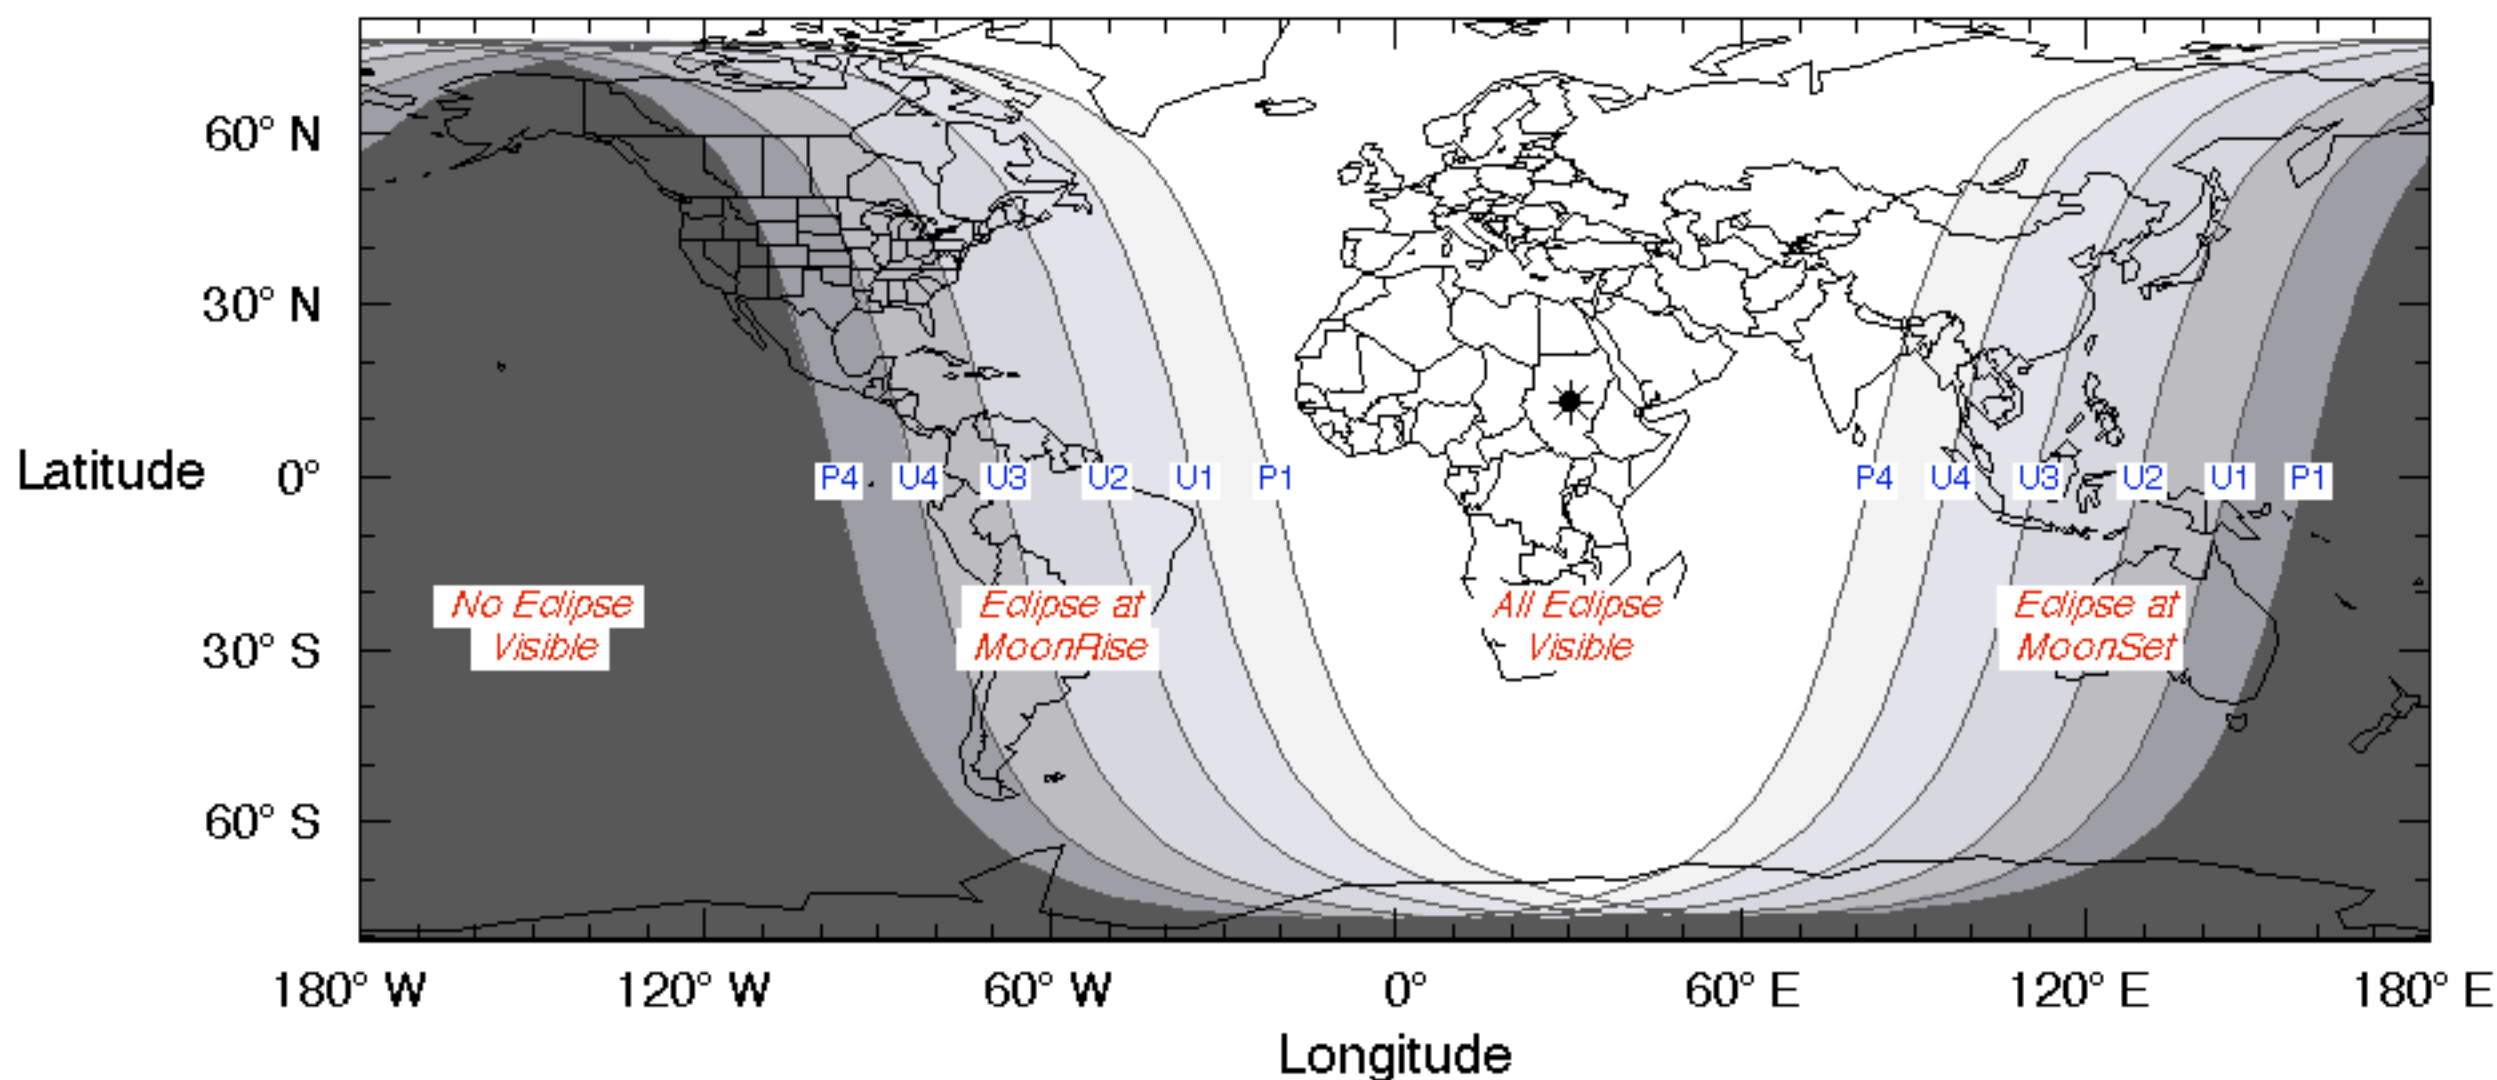 60° N
30° N
Latitude 0°
P4 U4 U3 U2 U1 P1 P4 U4 U3 U2 U1 P1
No Eclipse
Visible
Eclipse at
MoonRise
All Eclipse
Visible
Eclipse at
MoonSet
30° S
60° S
180° W 120° W 60° W 0° 60° E 120° E 180° E
Longitude